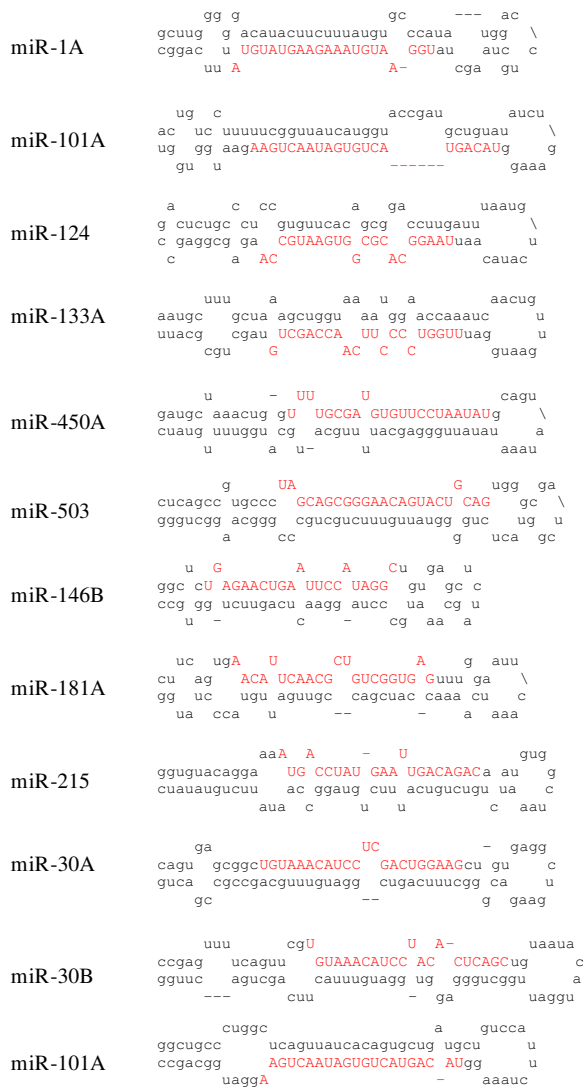 gg g gc --- ac
gcuug g acauacuucuuuaugu ccaua ugg \
miR-1A
cggac u UGUAUGAAGAAAUGUA GGUau auc c
uu A A- cga gu
ug c accgau aucu
ac uc uuuuucgguuaucauggu gcuguau \
miR-101A
ug gg aagAAGUCAAUAGUGUCA UGACAUg g
gu u ------ gaaa
a c cc a ga uaaug
g cucugc cu guguucac gcg ccuugauu \
miR-124
c gaggcg ga CGUAAGUG CGC GGAAUuaa u
c a AC G AC cauac
uuu a aa u a aacug
aaugc gcua agcuggu aa gg accaaauc u
miR-133A
uuacg cgau UCGACCA UU CC UGGUUuag u
cgu G AC C C guaag
u - UU U cagu
gaugc aaacug gU UGCGA GUGUUCCUAAUAUg \
miR-450A
cuaug uuuggu cg acguu uacgaggguuauau a
u a u- u aaau
g UA G ugg ga
cucagcc ugccc GCAGCGGGAACAGUACU CAG gc \
miR-503
gggucgg acggg cgucgucuuuguuaugg guc ug u
a cc g uca gc
u G A A Cu ga u
ggc cU AGAACUGA UUCC UAGG gu gc c
miR-146B
ccg gg ucuugacu aagg aucc ua cg u
u - c - cg aa a
uc ugA U CU A g auu
cu ag ACA UCAACG GUCGGUG Guuu ga \
miR-181A
gg uc ugu aguugc cagcuac caaa cu c
ua cca u -- - a aaa
aaA A - U gug
gguguacagga UG CCUAU GAA UGACAGACa au g
miR-215
cuauaugucuu ac ggaug cuu acugucugu ua c
aua c u u c aau
ga UC - gagg
cagu gcggcUGUAAACAUCC GACUGGAAGcu gu c
miR-30A
guca cgccgacguuuguagg cugacuuucgg ca u
gc -- g gaag
uuu cgU U A- uaaua
ccgag ucaguu GUAAACAUCC AC CUCAGCug c
miR-30B
gguuc agucga cauuuguagg ug gggucggu a
--- cuu - ga uaggu
cuggc a gucca
ggcugcc ucaguuaucacagugcug ugcu u
miR-101A
ccgacgg AGUCAAUAGUGUCAUGAC AUgg u
uaggA - aaauc